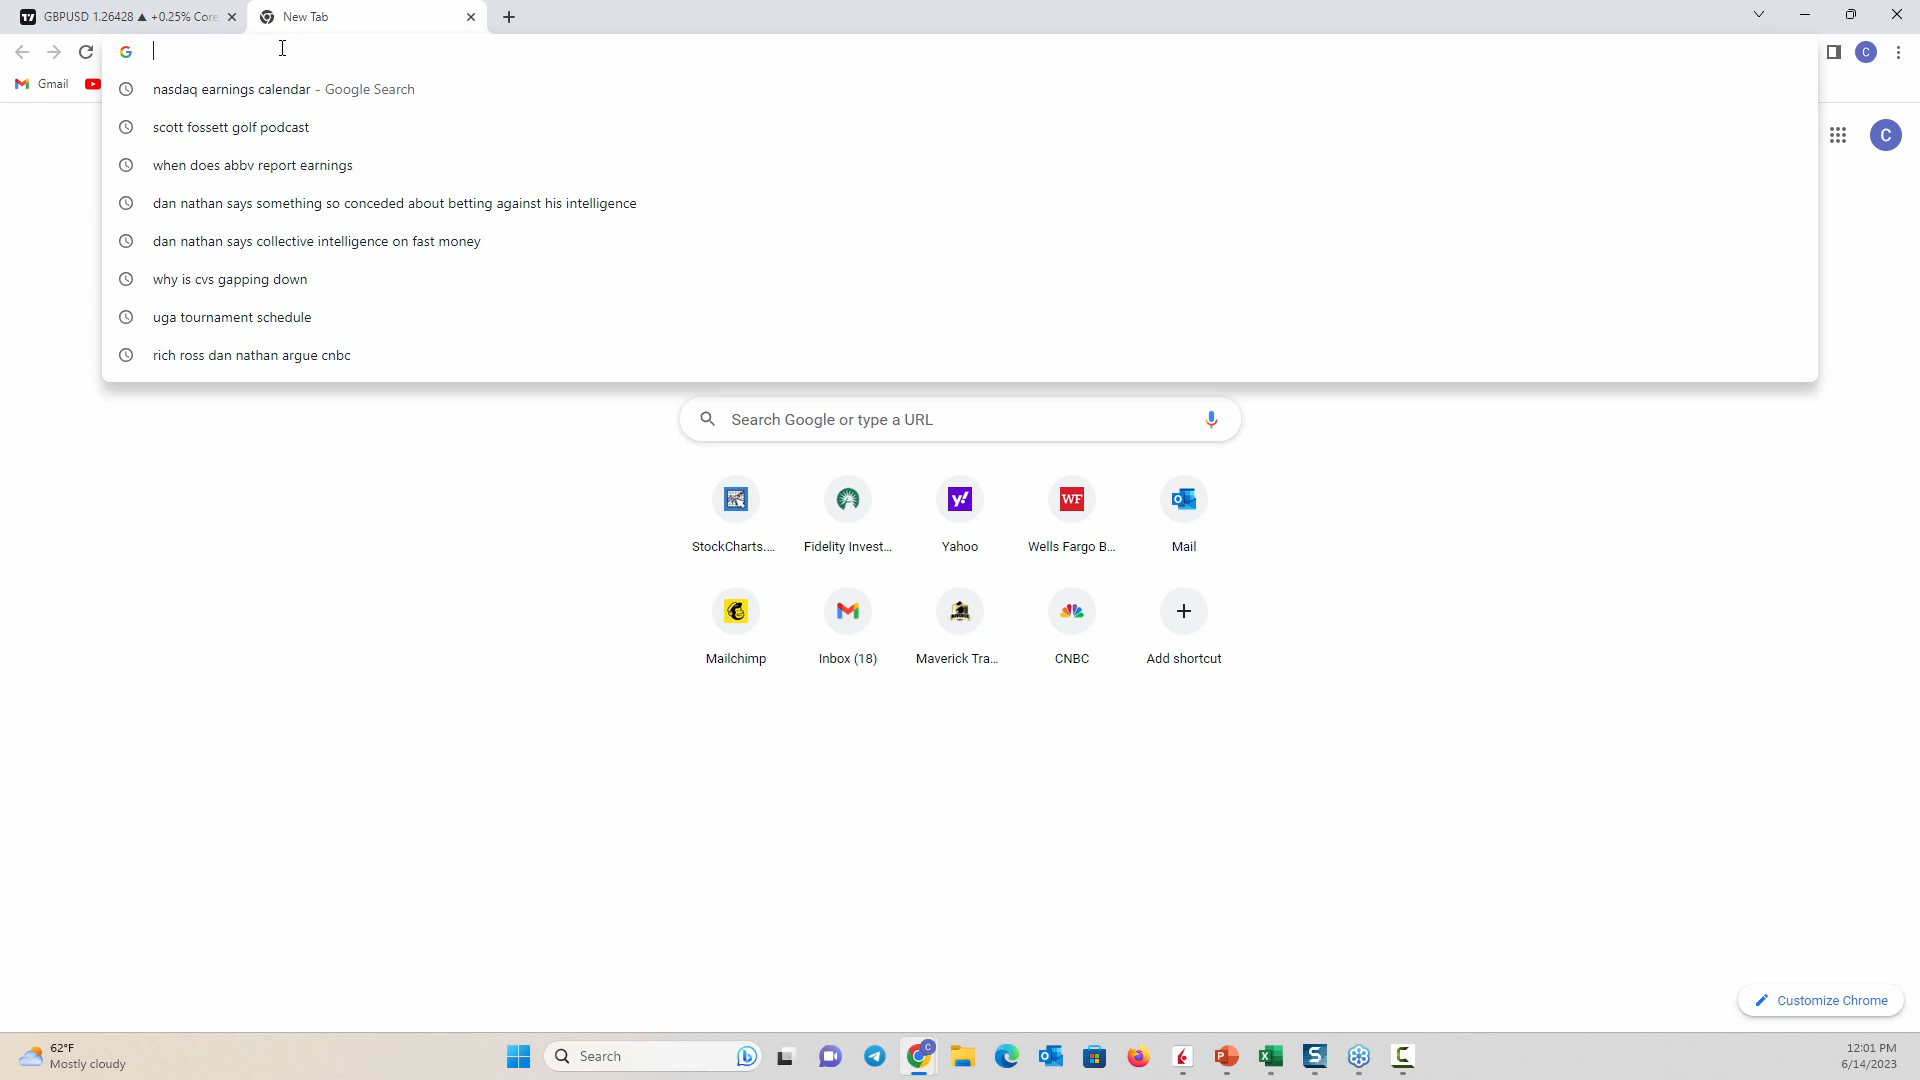 GBPUSD 1.26428 ▲ +0.25% Core
New Tab
C
Gmail
nasdaq earnings calendar - Google Search
scott fossett golf podcast
when does abbv report earnings
dan nathan says something so conceded about betting against his intelligence
dan nathan says collective intelligence on fast money
why is cvs gapping down
uga tournament schedule
rich ross dan nathan argue cnbc
C
Search Google or type a URL
WF
StockCharts.... Fidelity Invest... Yahoo Wells Fargo B... Mail
Mailchimp Inbox (18) Maverick Tra... CNBC Add shortcut
Customize Chrome
62°F
Mostly cloudy
Search
12:01 PM
6/14/2023